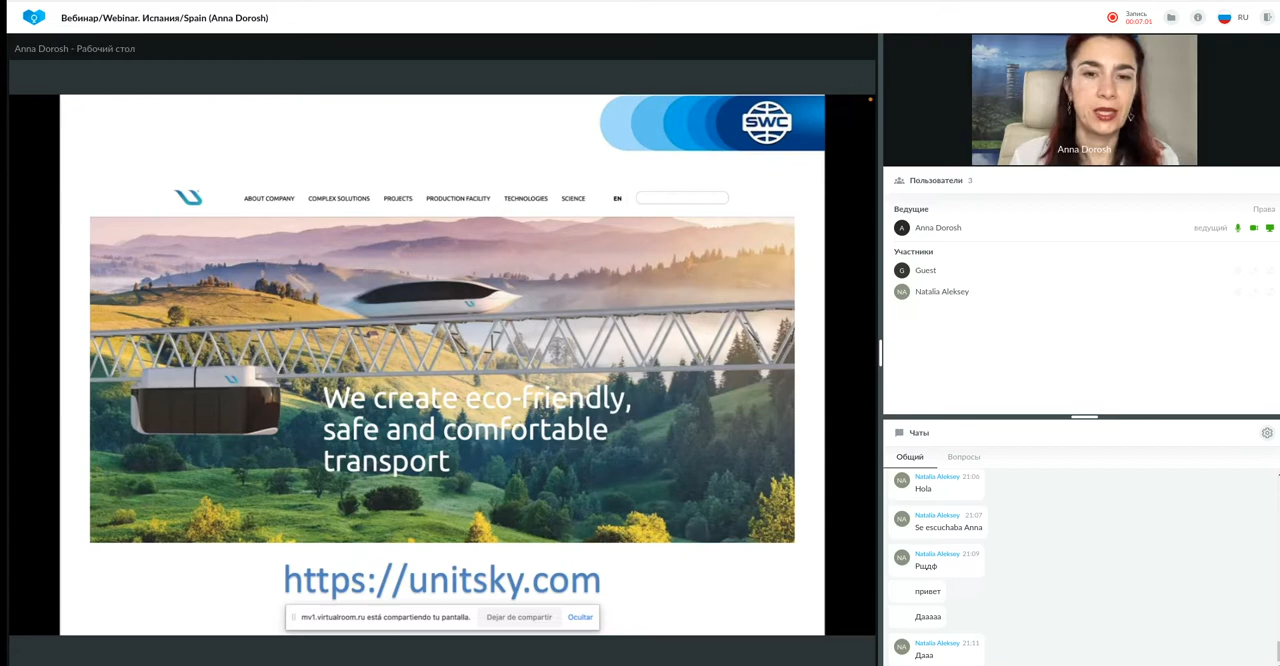 Вебинар/Webinar. Испания/Spain (Anna Dorosh)
Запись
00:07:01
RU
Anna Dorosh - Рабочий стол
SWC
ABOUT COMPANY COMPLEX SOLUTIONS PROJECTS PRODUCTION FACILITY TECHNOLOGIES SCIENCE EN
We create eco-friendly,
safe and comfortable
transport
https://unitsky.com
mv1.virtualroom.ru está compartiendo tu pantalla. Dejar de compartir Ocultar
Anna Dorosh
Пользователи 3
Ведущие Права
A Anna Dorosh ведущий
Участники
G Guest
NA Natalia Aleksey
Чаты
Общий Вопросы
NA Natalia Aleksey 21:06
Hola
NA Natalia Aleksey 21:07
Se escuchaba Anna
NA Natalia Aleksey 21:09
Рщдф
привет
Дааааа
NA Natalia Aleksey 21:11
Дааа